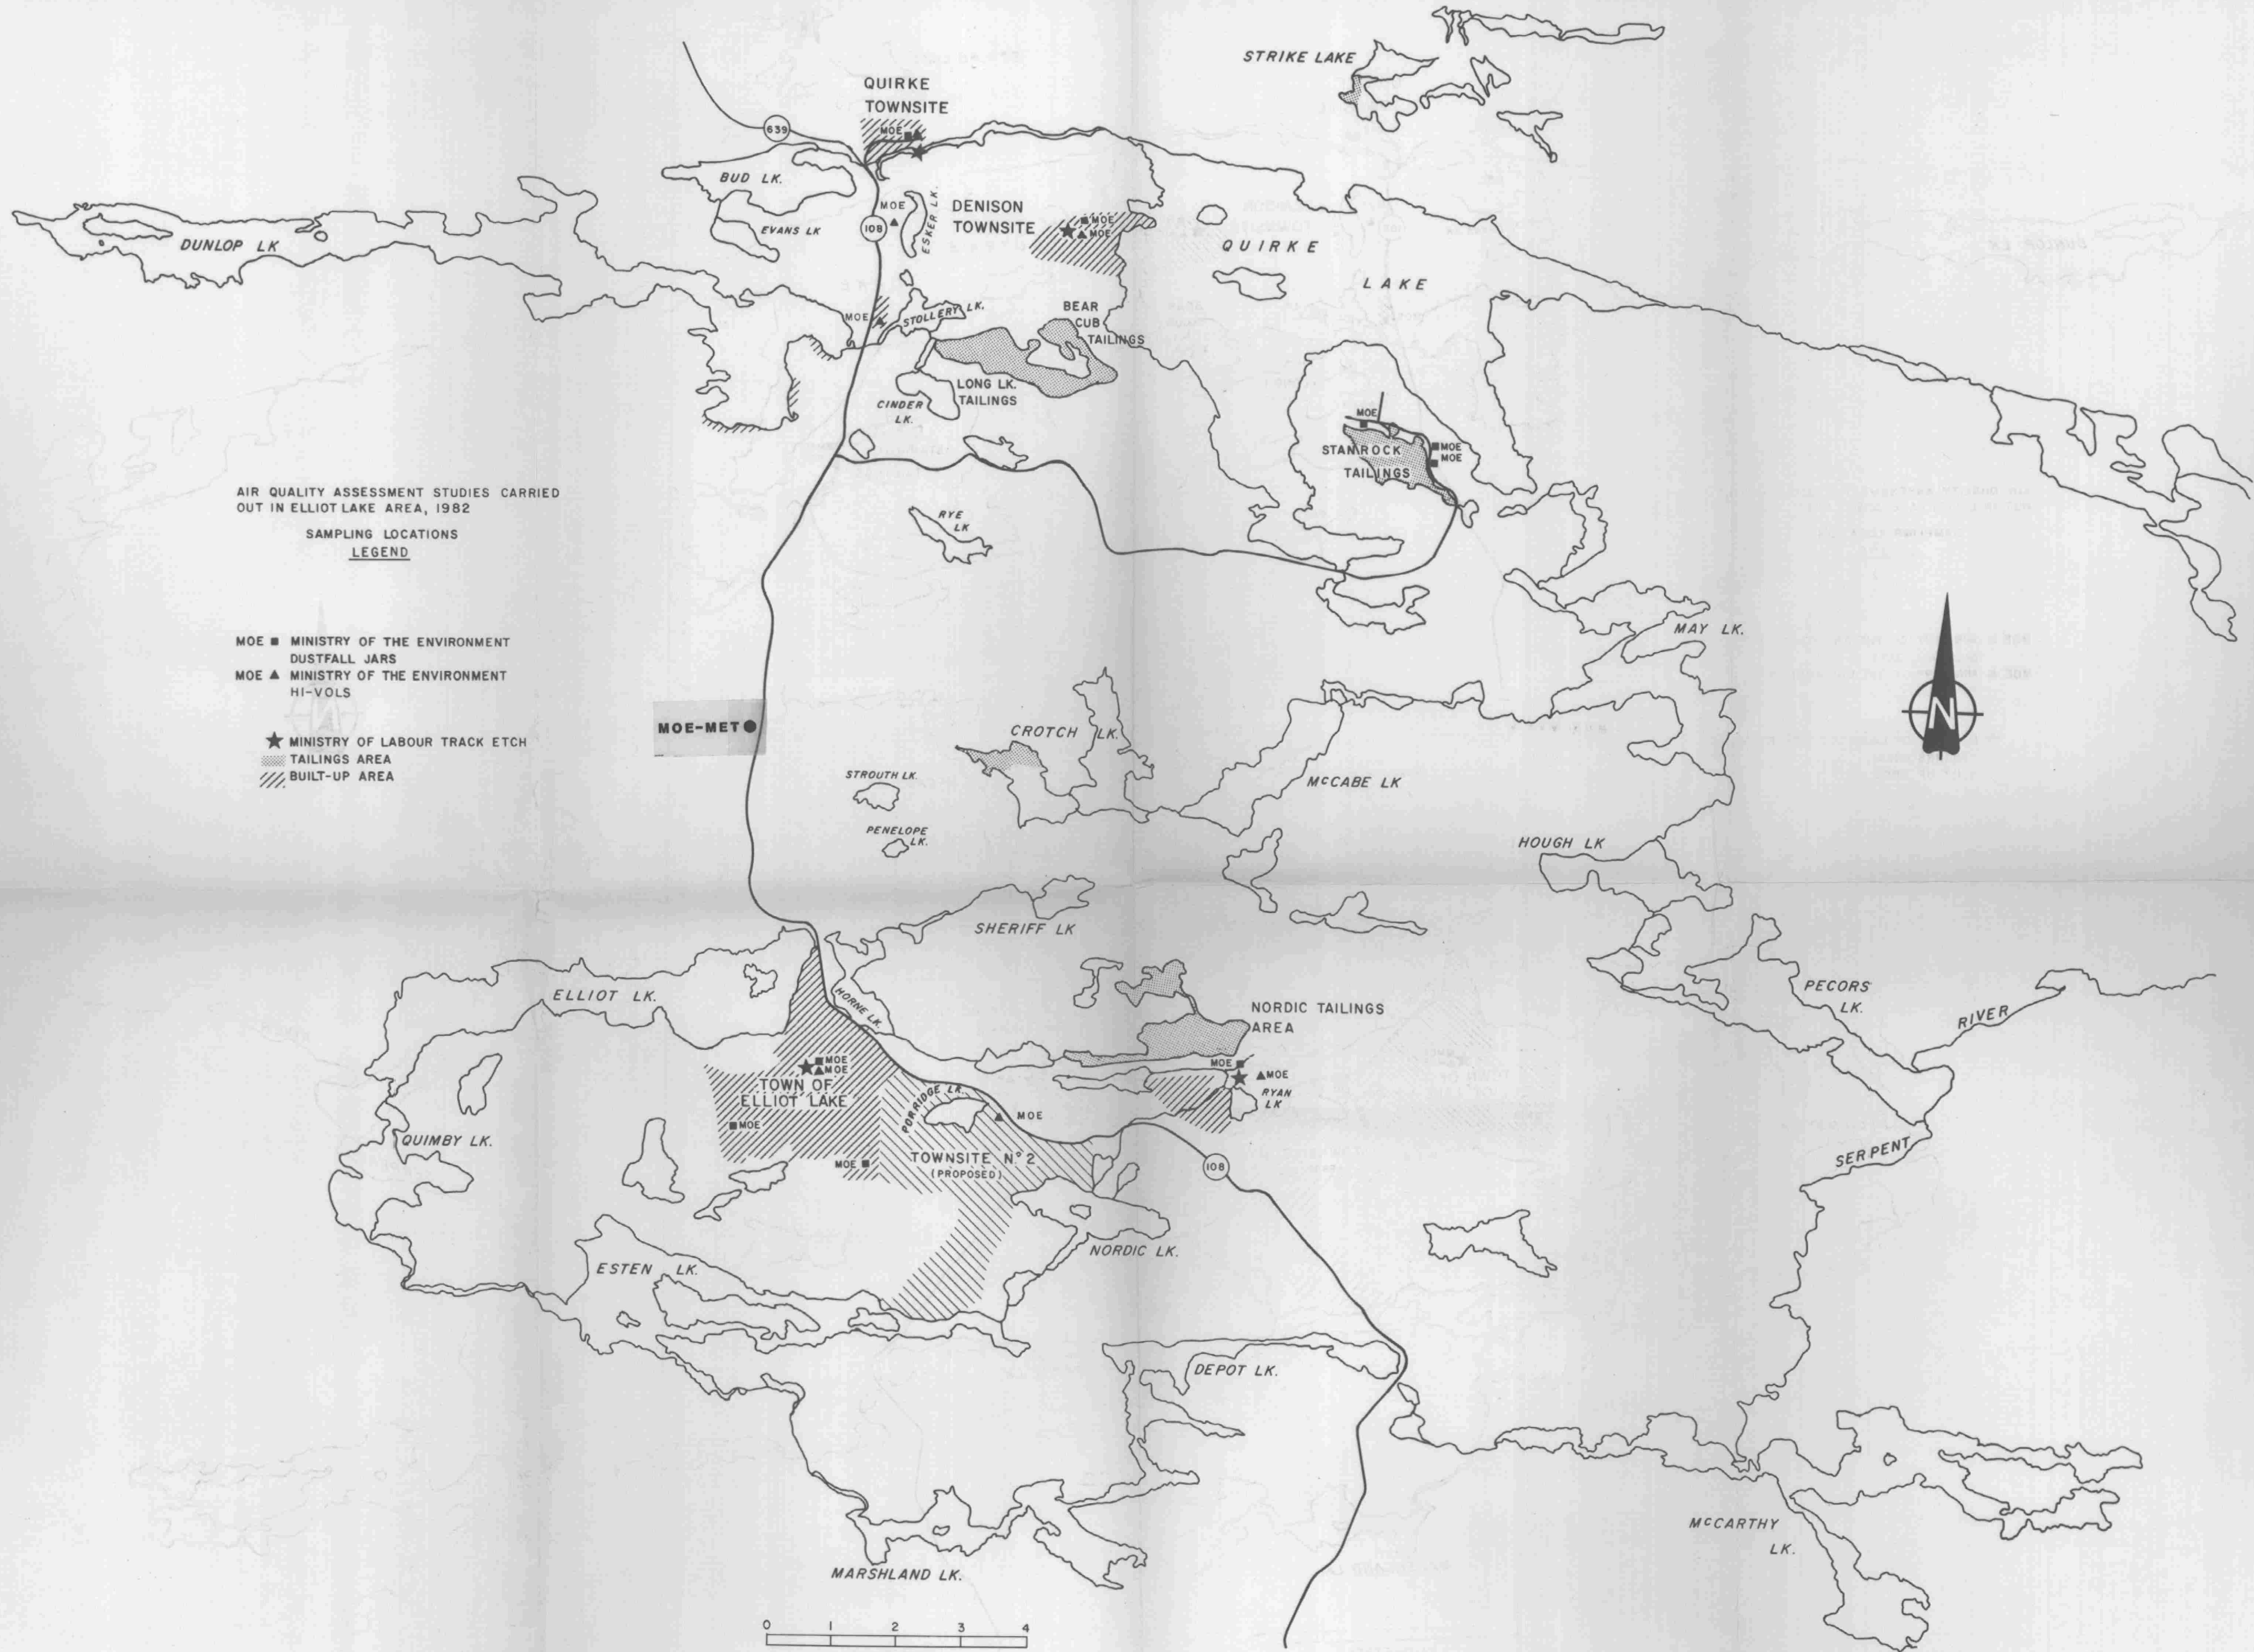 STRIKE LAKE
QUIRKE
TOWNSITE
639
MOE
BUD LK.
MOE
ESKER LK.
DENISON
TOWNSITE
MOE
MOE
108
EVANS LK
DUNLOP LK
QUIRKE
LAKE
MOE
STOLLERY LK.
BEAR
CUB
TAILINGS
LONG LK.
TAILINGS
CINDER
LK.
MOE
STANROCK
TAILINGS
MOE
MOE
AIR QUALITY ASSESSMENT STUDIES CARRIED
OUT IN ELLIOT LAKE AREA, 1982
SAMPLING LOCATIONS
LEGEND
MOE ■ MINISTRY OF THE ENVIRONMENT
DUSTFALL JARS
MOE ▲ MINISTRY OF THE ENVIRONMENT
HI-VOLS
★ MINISTRY OF LABOUR TRACK ETCH
TAILINGS AREA
BUILT-UP AREA
RYE
LK
MAY LK.
N
MOE-MET
CROTCH LK.
STROUTH LK.
McCABE LK
PENELOPE
LK.
HOUGH LK
SHERIFF LK
ELLIOT LK.
HORNE LK.
NORDIC TAILINGS
AREA
PECORS
LK.
RIVER
MOE
MOE
TOWN OF
ELLIOT LAKE
MOE
MOE
RYAN
LK
PORRIDGE LK.
MOE
MOE
QUIMBY LK.
MOE
TOWNSITE Nº 2
(PROPOSED)
108
SERPENT
NORDIC LK.
ESTEN LK.
DEPOT LK.
McCARTHY
LK.
MARSHLAND LK.
0 1 2 3 4